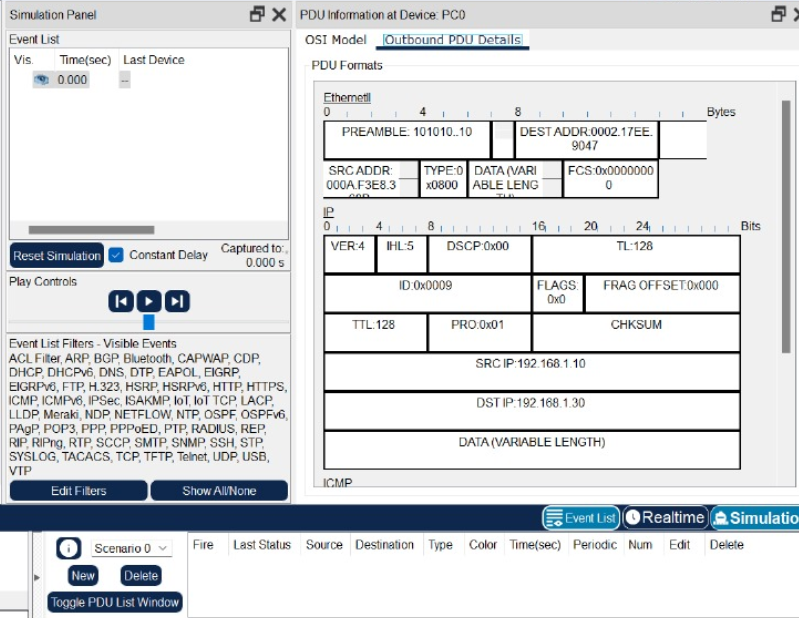 Simulation Panel
Event List
Vis. Time(sec) Last Device
0.000 --
Reset Simulation Constant Delay Captured to:
0.000 s
Play Controls
Event List Filters - Visible Events
ACL Filter, ARP, BGP, Bluetooth, CAPWAP, CDP,
DHCP, DHCPv6, DNS, DTP, EAPOL, EIGRP,
EIGRPv6, FTP, H.323, HSRP, HSRPv6, HTTP, HTTPS,
ICMP, ICMPv6, IPSec, ISAKMP, IoT, IoT TCP, LACP,
LLDP, Meraki, NDP, NETFLOW, NTP, OSPF, OSPFv6,
PAgP, POP3, PPP, PPPoED, PTP, RADIUS, REP,
RIP, RIPng, RTP, SCCP, SMTP, SNMP, SSH, STP,
SYSLOG, TACACS, TCP, TFTP, Telnet, UDP, USB,
VTP
Edit Filters Show All/None
PDU Information at Device: PC0
OSI Model Outbound PDU Details
PDU Formats
EthernetII
0 4 8 Bytes
PREAMBLE: 101010..10 DEST ADDR:0002.17EE.
9047
SRC ADDR: TYPE:0 DATA (VARI FCS:0x0000000
000A.F3E8.3 x0800 ABLE LENG 0
IP
0 4 8 16 20 24 Bits
VER:4 IHL:5 DSCP:0x00 TL:128
ID:0x0009 FLAGS: FRAG OFFSET:0x000
0x0
TTL:128 PRO:0x01 CHKSUM
SRC IP:192.168.1.10
DST IP:192.168.1.30
DATA (VARIABLE LENGTH)
ICMP
Event List Realtime Simulatio
Scenario 0 Fire Last Status Source Destination Type Color Time(sec) Periodic Num Edit Delete
New Delete
Toggle PDU List Window